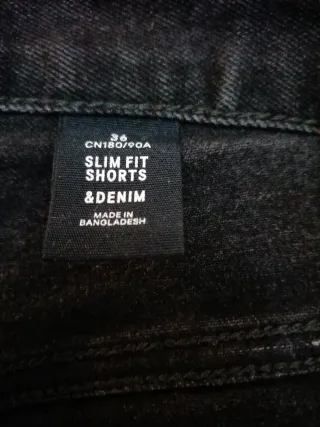 36
CN180/90A
SLIM FIT
SHORTS
&DENIM
MADE IN
BANGLADESH